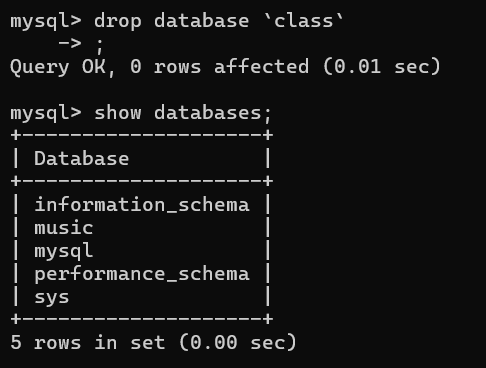 mysql> drop database `class`
    -> ;
Query OK, 0 rows affected (0.01 sec)

mysql> show databases;
+--------------------+
| Database           |
+--------------------+
| information_schema |
| music              |
| mysql              |
| performance_schema |
| sys                |
+--------------------+
5 rows in set (0.00 sec)